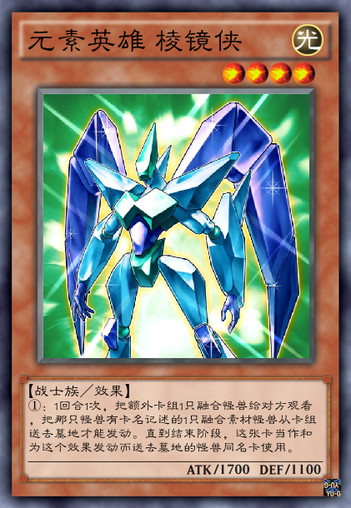 元素英雄 棱镜侠
光
【战士族／效果】
①：1回合1次，把额外卡组1只融合怪兽给对方观看，
把那只怪兽有卡名记述的1只融合素材怪兽从卡组
送去墓地才能发动。直到结束阶段，这张卡当作和
为这个效果发动而送去墓地的怪兽同名卡使用。
ATK/1700 DEF/1100
YU-G